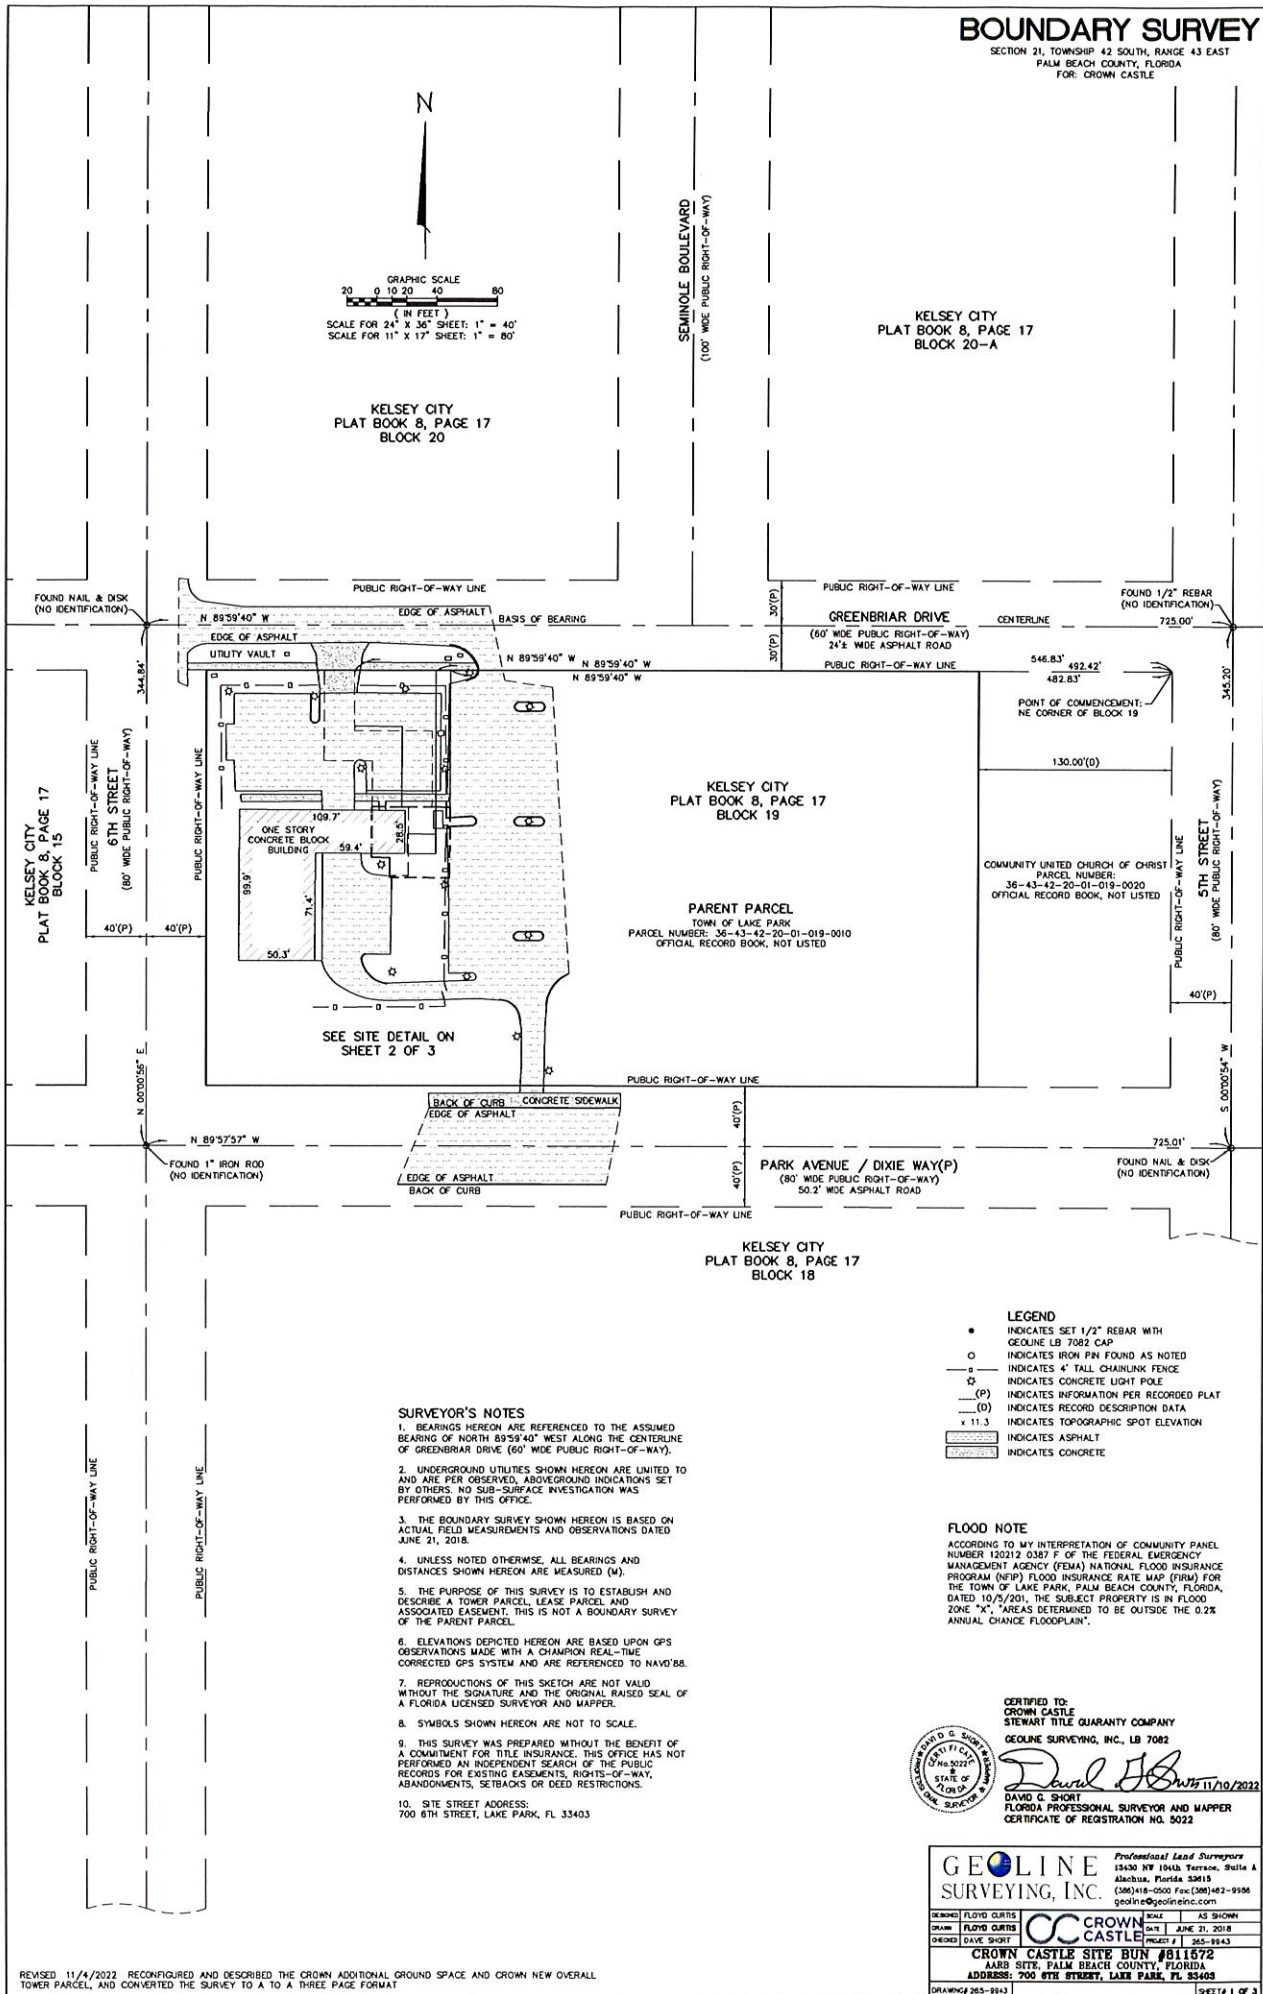 BOUNDARY SURVEY
SECTION 21, TOWNSHIP 42 SOUTH, RANGE 43 EAST
PALM BEACH COUNTY, FLORIDA
FOR: CROWN CASTLE
N
GRAPHIC SCALE
20 0 10 20 40 80
( IN FEET )
SCALE FOR 24" X 36" SHEET: 1" = 40'
SCALE FOR 11" X 17" SHEET: 1" = 80'
SEMINOLE BOULEVARD
(100' WIDE PUBLIC RIGHT-OF-WAY)
KELSEY CITY
PLAT BOOK 8, PAGE 17
BLOCK 20-A
KELSEY CITY
PLAT BOOK 8, PAGE 17
BLOCK 20
FOUND NAIL & DISK
(NO IDENTIFICATION)
PUBLIC RIGHT-OF-WAY LINE
N 89°59'40" W
EDGE OF ASPHALT
BASIS OF BEARING
EDGE OF ASPHALT
UTILITY VAULT
N 89°59'40" W
N 89°59'40" W
N 89°59'40" W
30'(P)
30'(P)
PUBLIC RIGHT-OF-WAY LINE
GREENBRIAR DRIVE
(60' WIDE PUBLIC RIGHT-OF-WAY)
24'± WIDE ASPHALT ROAD
PUBLIC RIGHT-OF-WAY LINE
CENTERLINE
FOUND 1/2" REBAR
(NO IDENTIFICATION)
725.00'
546.83'
492.42'
482.83'
POINT OF COMMENCEMENT:
NE CORNER OF BLOCK 19
344.84'
345.20'
130.00'(D)
KELSEY CITY
PLAT BOOK 8, PAGE 17
BLOCK 15
PUBLIC RIGHT-OF-WAY LINE
6TH STREET
(80' WIDE PUBLIC RIGHT-OF-WAY)
PUBLIC RIGHT-OF-WAY LINE
40'(P)
40'(P)
109.7'
ONE STORY
CONCRETE BLOCK
BUILDING
59.4'
28.5'
99.9'
71.4'
50.3'
KELSEY CITY
PLAT BOOK 8, PAGE 17
BLOCK 19
PARENT PARCEL
TOWN OF LAKE PARK
PARCEL NUMBER: 36-43-42-20-01-019-0010
OFFICIAL RECORD BOOK, NOT LISTED
COMMUNITY UNITED CHURCH OF CHRIST
PARCEL NUMBER:
36-43-42-20-01-019-0020
OFFICIAL RECORD BOOK, NOT LISTED
PUBLIC RIGHT-OF-WAY LINE
5TH STREET
(80' WIDE PUBLIC RIGHT-OF-WAY)
40'(P)
SEE SITE DETAIL ON
SHEET 2 OF 3
N 00°00'56" E
S 00°00'54" W
PUBLIC RIGHT-OF-WAY LINE
BACK OF CURB
CONCRETE SIDEWALK
EDGE OF ASPHALT
40'(P)
40'(P)
N 89°57'57" W
725.01'
FOUND 1" IRON ROD
(NO IDENTIFICATION)
EDGE OF ASPHALT
BACK OF CURB
PARK AVENUE / DIXIE WAY(P)
(80' WIDE PUBLIC RIGHT-OF-WAY)
50.2' WIDE ASPHALT ROAD
FOUND NAIL & DISK
(NO IDENTIFICATION)
PUBLIC RIGHT-OF-WAY LINE
KELSEY CITY
PLAT BOOK 8, PAGE 17
BLOCK 18
PUBLIC RIGHT-OF-WAY LINE
PUBLIC RIGHT-OF-WAY LINE
LEGEND
INDICATES SET 1/2" REBAR WITH
GEOLINE LB 7082 CAP
INDICATES IRON PIN FOUND AS NOTED
INDICATES 4' TALL CHAINLINK FENCE
INDICATES CONCRETE LIGHT POLE
(P) INDICATES INFORMATION PER RECORDED PLAT
(D) INDICATES RECORD DESCRIPTION DATA
x 11.3 INDICATES TOPOGRAPHIC SPOT ELEVATION
INDICATES ASPHALT
INDICATES CONCRETE
SURVEYOR'S NOTES
1. BEARINGS HEREON ARE REFERENCED TO THE ASSUMED
BEARING OF NORTH 89°59'40" WEST ALONG THE CENTERLINE
OF GREENBRIAR DRIVE (60' WIDE PUBLIC RIGHT-OF-WAY).
2. UNDERGROUND UTILITIES SHOWN HEREON ARE LIMITED TO
AND ARE PER OBSERVED, ABOVEGROUND INDICATIONS SET
BY OTHERS. NO SUB-SURFACE INVESTIGATION WAS
PERFORMED BY THIS OFFICE.
3. THE BOUNDARY SURVEY SHOWN HEREON IS BASED ON
ACTUAL FIELD MEASUREMENTS AND OBSERVATIONS DATED
JUNE 21, 2018.
4. UNLESS NOTED OTHERWISE, ALL BEARINGS AND
DISTANCES SHOWN HEREON ARE MEASURED (M).
5. THE PURPOSE OF THIS SURVEY IS TO ESTABLISH AND
DESCRIBE A TOWER PARCEL, LEASE PARCEL AND
ASSOCIATED EASEMENT. THIS IS NOT A BOUNDARY SURVEY
OF THE PARENT PARCEL.
6. ELEVATIONS DEPICTED HEREON ARE BASED UPON GPS
OBSERVATIONS MADE WITH A CHAMPION REAL-TIME
CORRECTED GPS SYSTEM AND ARE REFERENCED TO NAVD'88.
7. REPRODUCTIONS OF THIS SKETCH ARE NOT VALID
WITHOUT THE SIGNATURE AND THE ORIGINAL RAISED SEAL OF
A FLORIDA LICENSED SURVEYOR AND MAPPER.
8. SYMBOLS SHOWN HEREON ARE NOT TO SCALE.
9. THIS SURVEY WAS PREPARED WITHOUT THE BENEFIT OF
A COMMITMENT FOR TITLE INSURANCE. THIS OFFICE HAS NOT
PERFORMED AN INDEPENDENT SEARCH OF THE PUBLIC
RECORDS FOR EXISTING EASEMENTS, RIGHTS-OF-WAY,
ABANDONMENTS, SETBACKS OR DEED RESTRICTIONS.
10. SITE STREET ADDRESS:
700 6TH STREET, LAKE PARK, FL 33403
FLOOD NOTE
ACCORDING TO MY INTERPRETATION OF COMMUNITY PANEL
NUMBER 120212 0387 F OF THE FEDERAL EMERGENCY
MANAGEMENT AGENCY (FEMA) NATIONAL FLOOD INSURANCE
PROGRAM (NFIP) FLOOD INSURANCE RATE MAP (FIRM) FOR
THE TOWN OF LAKE PARK, PALM BEACH COUNTY, FLORIDA,
DATED 10/5/201, THE SUBJECT PROPERTY IS IN FLOOD
ZONE "X", "AREAS DETERMINED TO BE OUTSIDE THE 0.2%
ANNUAL CHANCE FLOODPLAIN".
CERTIFIED TO:
CROWN CASTLE
STEWART TITLE GUARANTY COMPANY
GEOLINE SURVEYING, INC., LB 7082
DAVID G. SHORT
CERTIFICATE
No.5022
STATE OF
FLORIDA
PROFESSIONAL SURVEYOR & MAPPER
David G Short 11/10/2022
DAVID G. SHORT
FLORIDA PROFESSIONAL SURVEYOR AND MAPPER
CERTIFICATE OF REGISTRATION NO. 5022
GEOLINE
SURVEYING, INC.
Professional Land Surveyors
13430 NW 104th Terrace, Suite A
Alachua, Florida 32615
(386)418-0500 Fax:(386)462-9986
geoline@geolineinc.com
DESIGNED FLOYD CURTIS
DRAWN FLOYD CURTIS
CHECKED DAVE SHORT
CROWN
CASTLE
SCALE AS SHOWN
DATE JUNE 21, 2018
PROJECT # 265-9943
CROWN CASTLE SITE BUN #811572
AARB SITE, PALM BEACH COUNTY, FLORIDA
ADDRESS: 700 6TH STREET, LAKE PARK, FL 33403
DRAWING# 265-9943
SHEET# 1 OF 3
REVISED 11/4/2022 RECONFIGURED AND DESCRIBED THE CROWN ADDITIONAL GROUND SPACE AND CROWN NEW OVERALL
TOWER PARCEL, AND CONVERTED THE SURVEY TO A TO A THREE PAGE FORMAT